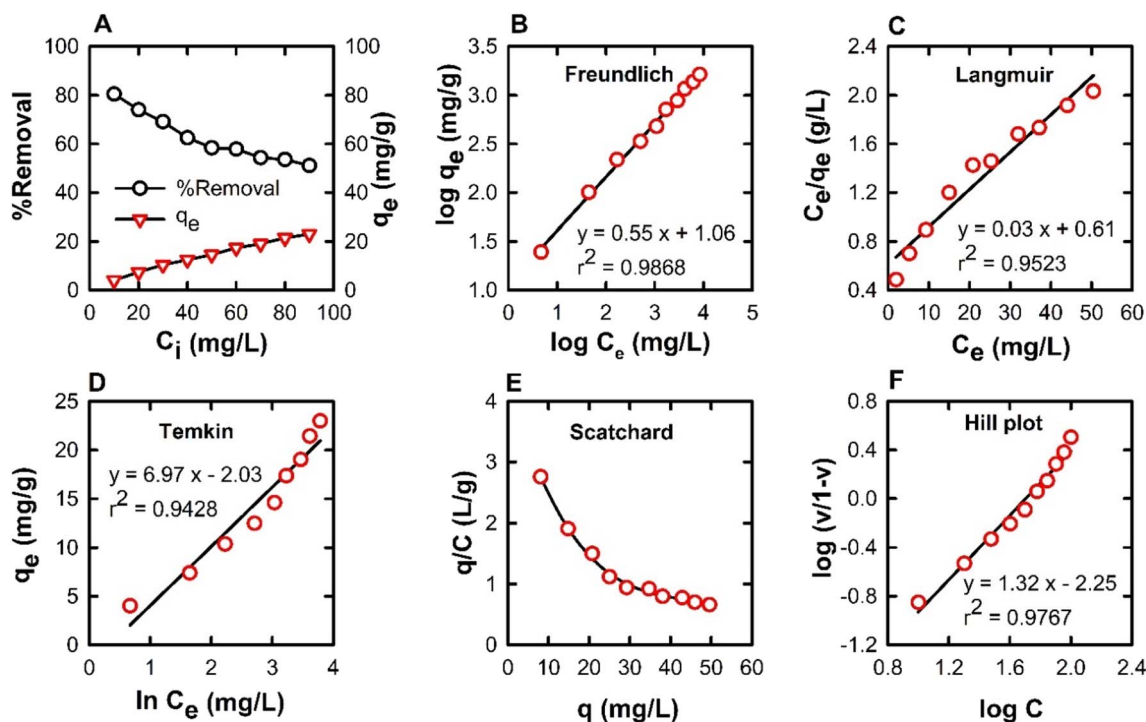 A
100
80
60
40
20
0
%Removal
%Removal
qe
100
80
60
40
20
0
qe (mg/g)
0 20 40 60 80 100
Ci (mg/L)
B
3.5
3.0
2.5
2.0
1.5
1.0
log qe (mg/g)
Freundlich
y = 0.55 x + 1.06
r2 = 0.9868
0 1 2 3 4 5
log Ce (mg/L)
C
2.4
2.0
1.6
1.2
0.8
0.4
Ce/qe (g/L)
Langmuir
y = 0.03 x + 0.61
r2 = 0.9523
0 10 20 30 40 50 60
Ce (mg/L)
D
25
20
15
10
5
0
qe (mg/g)
Temkin
y = 6.97 x - 2.03
r2 = 0.9428
0 1 2 3 4
ln Ce (mg/L)
E
4
3
2
1
0
q/C (L/g)
Scatchard
0 10 20 30 40 50 60
q (mg/L)
F
0.8
0.4
0.0
-0.4
-0.8
-1.2
log (v/1-v)
Hill plot
y = 1.32 x - 2.25
r2 = 0.9767
0.8 1.2 1.6 2.0 2.4
log C